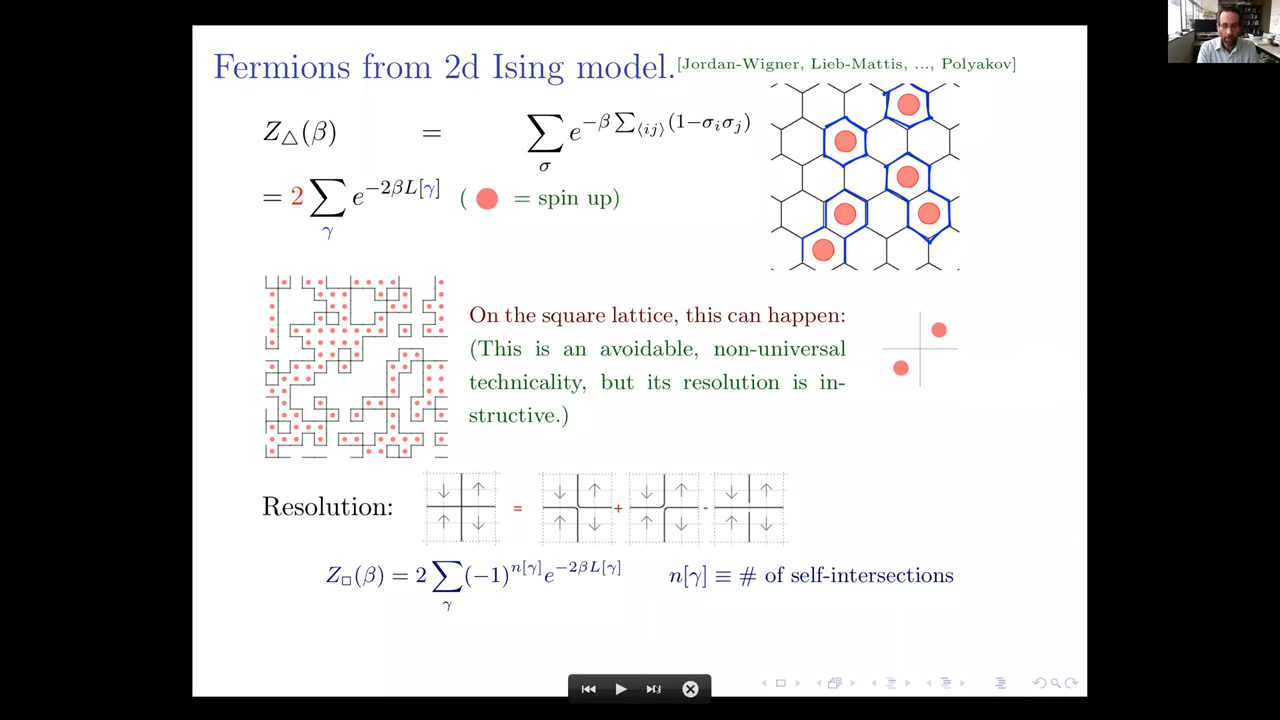 Fermions from 2d Ising model. [Jordan-Wigner, Lieb-Mattis, ..., Polyakov]
Z△(β) = ∑σ e^{−β∑⟨ij⟩(1−σiσj)}
= 2 ∑γ e^{−2βL[γ]} ( = spin up)
On the square lattice, this can happen:
(This is an avoidable, non-universal
technicality, but its resolution is in-
structive.)
Resolution: = + -
Z□(β) = 2 ∑γ (−1)^{n[γ]} e^{−2βL[γ]} n[γ] ≡ # of self-intersections